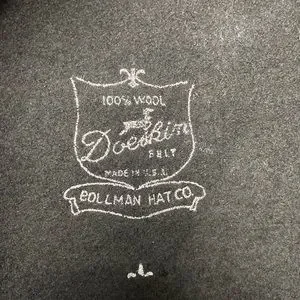 100% WOOL
Doeskin
FELT
MADE IN U.S.A.
BOLLMAN HAT CO.